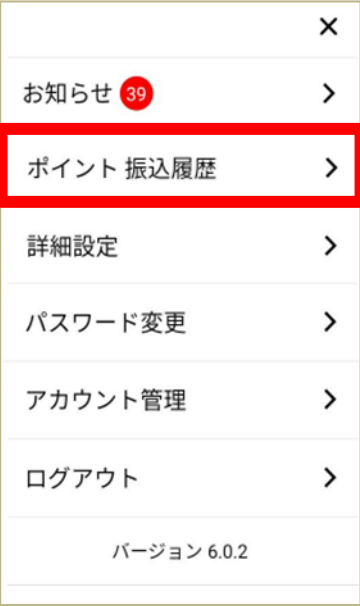 お知らせ 39
ポイント 振込履歴
詳細設定
パスワード変更
アカウント管理
ログアウト
バージョン 6.0.2